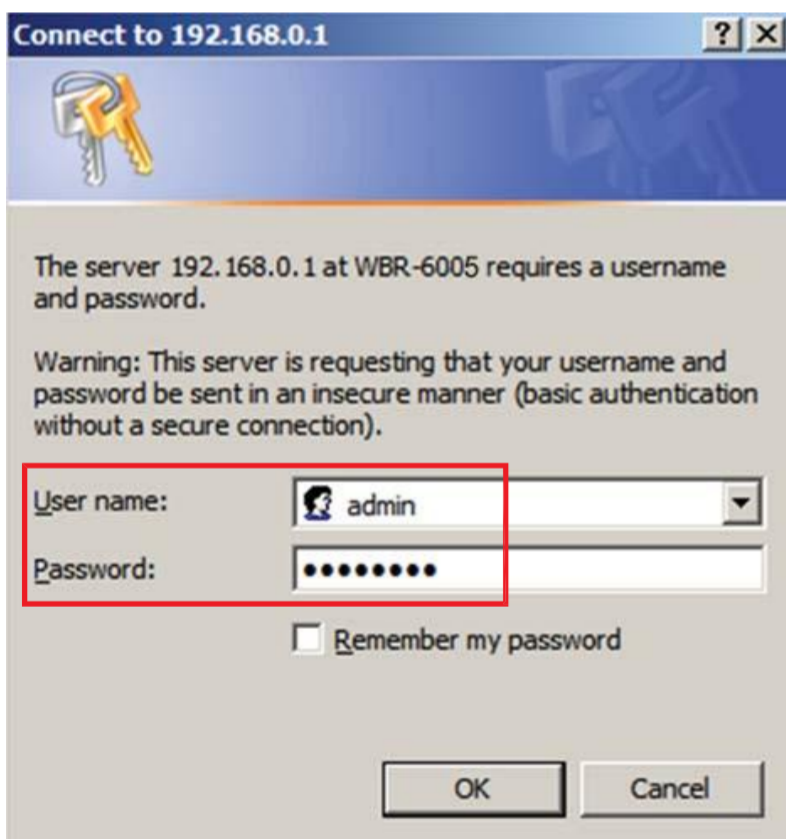 Connect to 192.168.0.1
The server 192.168.0.1 at WBR-6005 requires a username
and password.
Warning: This server is requesting that your username and
password be sent in an insecure manner (basic authentication
without a secure connection).
User name: admin
Password: ••••••••
Remember my password
OK Cancel